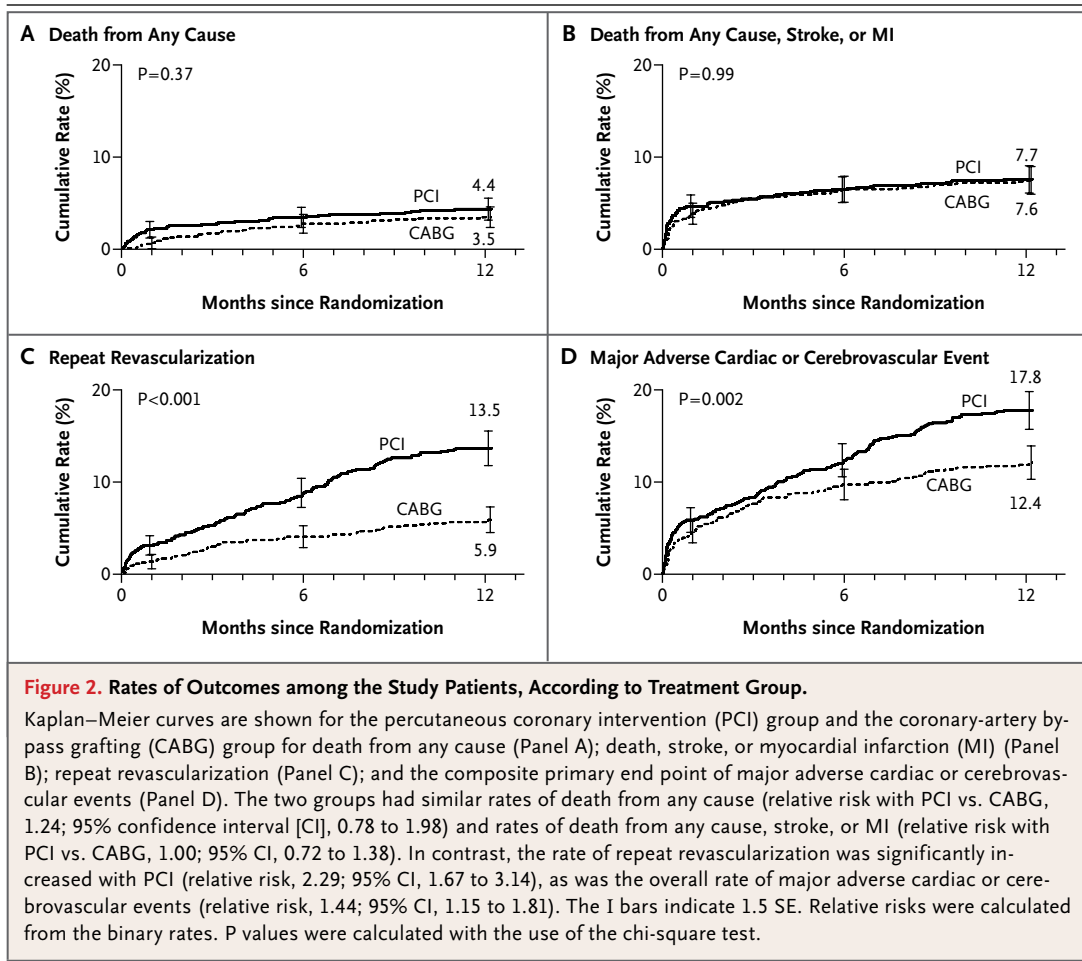 A Death from Any Cause
20
P=0.37
Cumulative Rate (%)
10
PCI
4.4
CABG
3.5
0
0
6
12
Months since Randomization
B Death from Any Cause, Stroke, or MI
20
P=0.99
Cumulative Rate (%)
10
PCI
7.7
CABG
7.6
0
0
6
12
Months since Randomization
C Repeat Revascularization
20
P<0.001
Cumulative Rate (%)
13.5
PCI
10
CABG
5.9
0
0
6
12
Months since Randomization
D Major Adverse Cardiac or Cerebrovascular Event
20
P=0.002
Cumulative Rate (%)
17.8
PCI
10
CABG
12.4
0
0
6
12
Months since Randomization
Figure 2. Rates of Outcomes among the Study Patients, According to Treatment Group.
Kaplan–Meier curves are shown for the percutaneous coronary intervention (PCI) group and the coronary-artery by-
pass grafting (CABG) group for death from any cause (Panel A); death, stroke, or myocardial infarction (MI) (Panel
B); repeat revascularization (Panel C); and the composite primary end point of major adverse cardiac or cerebrovas-
cular events (Panel D). The two groups had similar rates of death from any cause (relative risk with PCI vs. CABG,
1.24; 95% confidence interval [CI], 0.78 to 1.98) and rates of death from any cause, stroke, or MI (relative risk with
PCI vs. CABG, 1.00; 95% CI, 0.72 to 1.38). In contrast, the rate of repeat revascularization was significantly in-
creased with PCI (relative risk, 2.29; 95% CI, 1.67 to 3.14), as was the overall rate of major adverse cardiac or cere-
brovascular events (relative risk, 1.44; 95% CI, 1.15 to 1.81). The I bars indicate 1.5 SE. Relative risks were calculated
from the binary rates. P values were calculated with the use of the chi-square test.